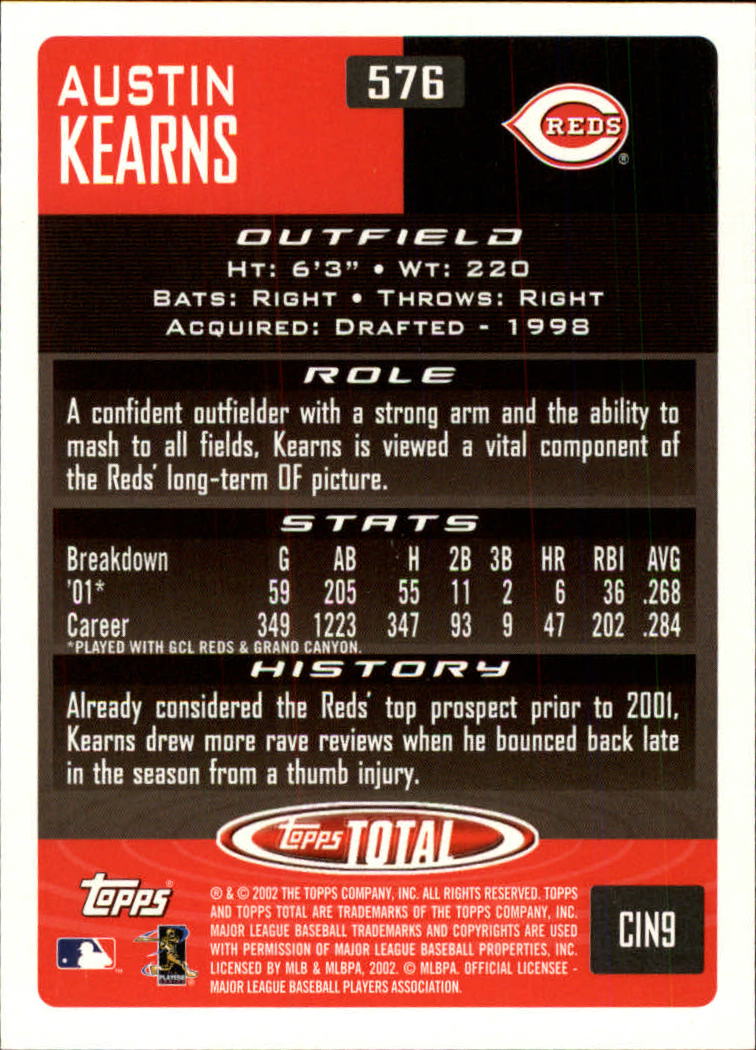 AUSTIN
KEARNS
576
REDS
®
OUTFIELD
HT: 6'3" • WT: 220
BATS: RIGHT • THROWS: RIGHT
ACQUIRED: DRAFTED - 1998
ROLE
A confident outfielder with a strong arm and the ability to
mash to all fields, Kearns is viewed a vital component of
the Reds' long-term OF picture.
STATS
Breakdown G AB H 2B 3B HR RBI AVG
'01* 59 205 55 11 2 6 36 .268
Career 349 1223 347 93 9 47 202 .284
*PLAYED WITH GCL REDS & GRAND CANYON.
HISTORY
Already considered the Reds' top prospect prior to 2001,
Kearns drew more rave reviews when he bounced back late
in the season from a thumb injury.
topps TOTAL
topps®
® & © 2002 THE TOPPS COMPANY, INC. ALL RIGHTS RESERVED. TOPPS
AND TOPPS TOTAL ARE TRADEMARKS OF THE TOPPS COMPANY, INC.
MAJOR LEAGUE BASEBALL TRADEMARKS AND COPYRIGHTS ARE USED
WITH PERMISSION OF MAJOR LEAGUE BASEBALL PROPERTIES, INC.
LICENSED BY MLB & MLBPA, 2002. © MLBPA. OFFICIAL LICENSEE -
MAJOR LEAGUE BASEBALL PLAYERS ASSOCIATION.
CIN9
TM
PLAYERS